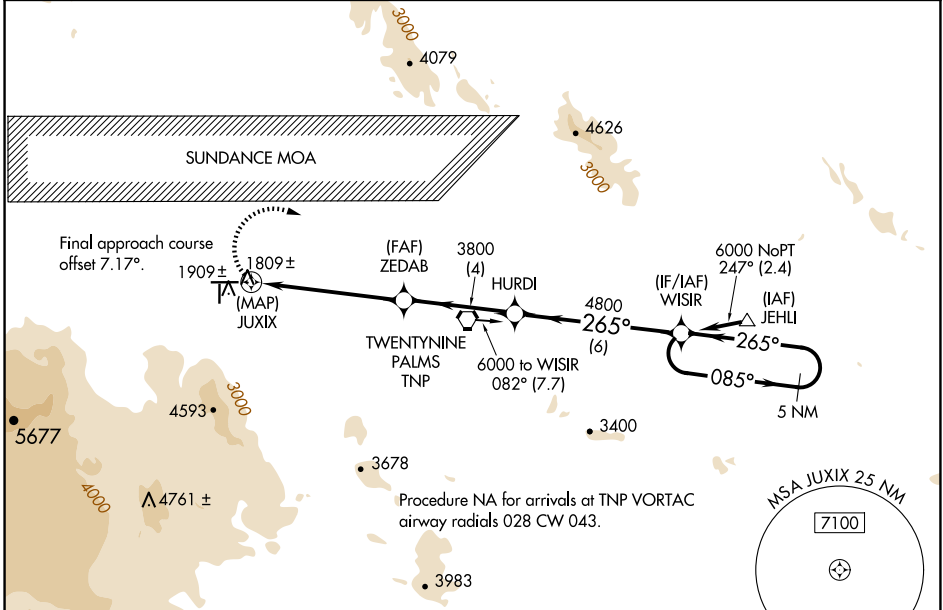 3000
4079
4626
3000
SUNDANCE MOA
Final approach course
offset 7.17°.
1909 ±
1809 ±
(MAP)
JUXIX
(FAF)
ZEDAB
3800
(4)
HURDI
4800
265°
(6)
(IF/IAF)
WISIR
6000 NoPT
247° (2.4)
(IAF)
JEHLI
265°
085°
5 NM
TWENTYNINE
PALMS
TNP
6000 to WISIR
082° (7.7)
4593
3000
5677
4000
4761 ±
3678
3400
Procedure NA for arrivals at TNP VORTAC
airway radials 028 CW 043.
3983
MSA JUXIX 25 NM
7100